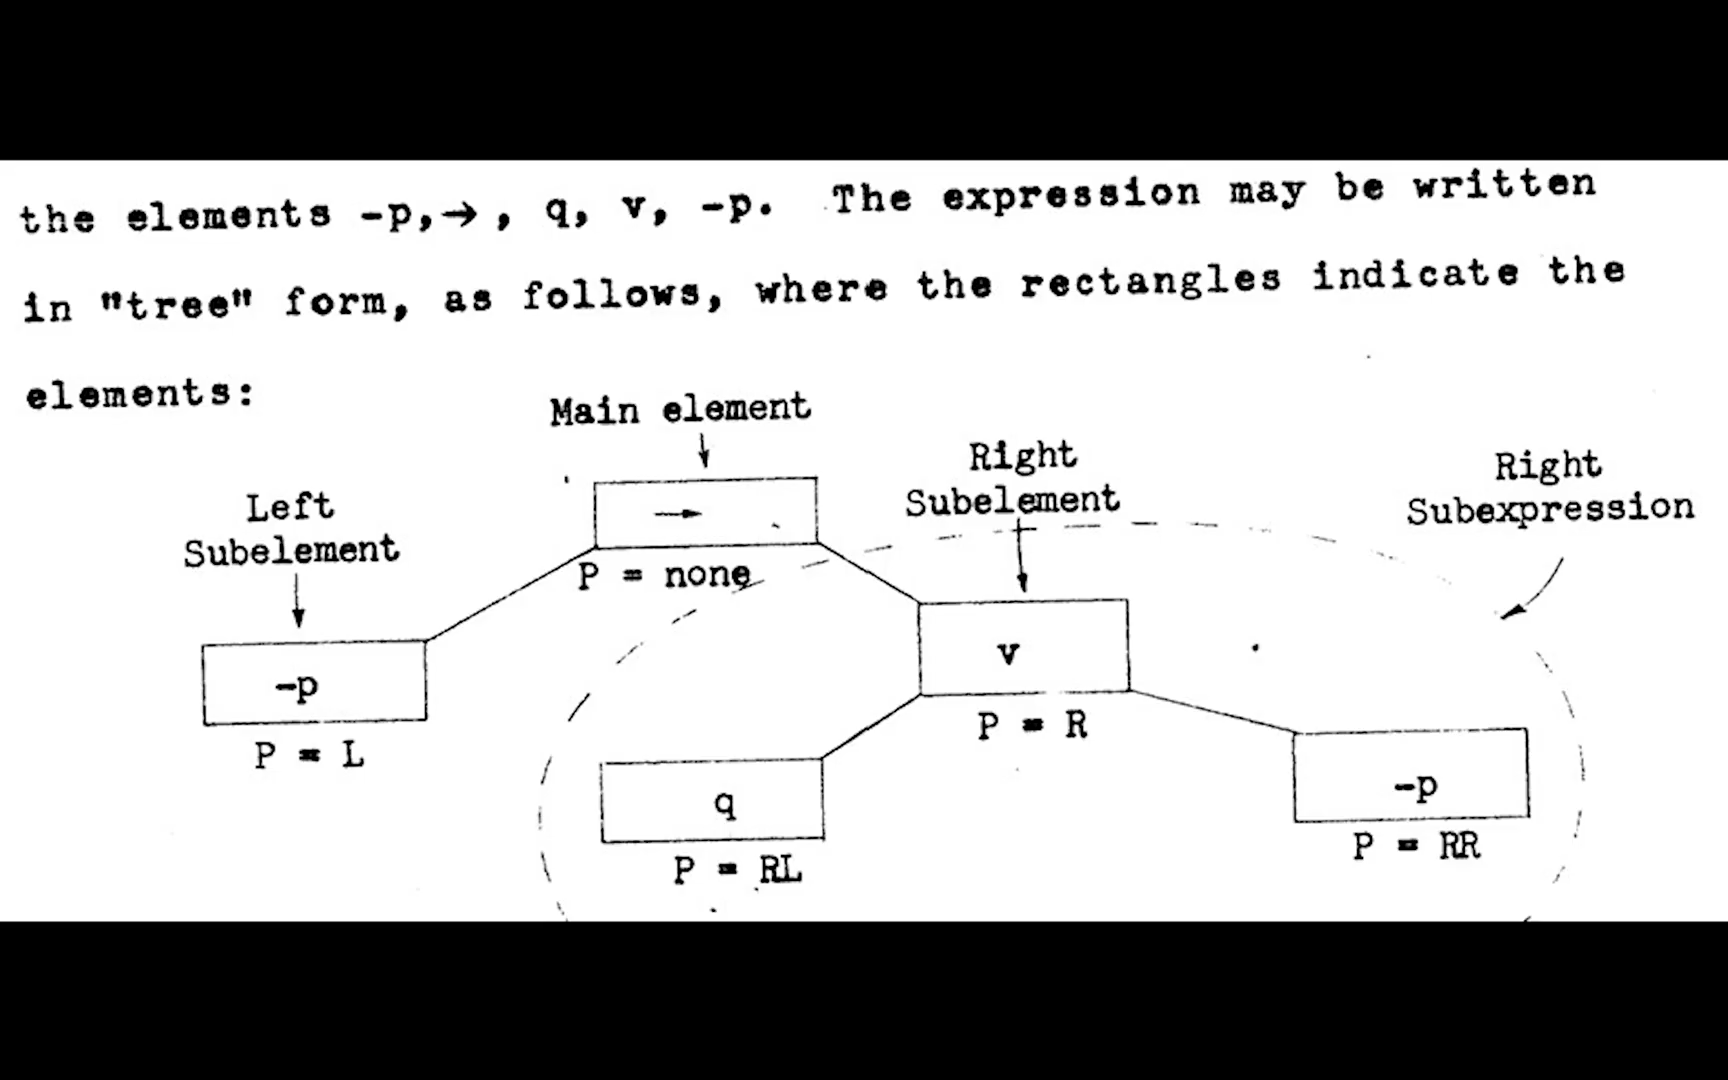 the elements -p,→, q, v, -p. The expression may be written
in "tree" form, as follows, where the rectangles indicate the
elements:
Main element
Right
Subelement
Right
Subexpression
Left
Subelement
→
P = none
v
P = R
-p
P = L
q
P = RL
-p
P = RR